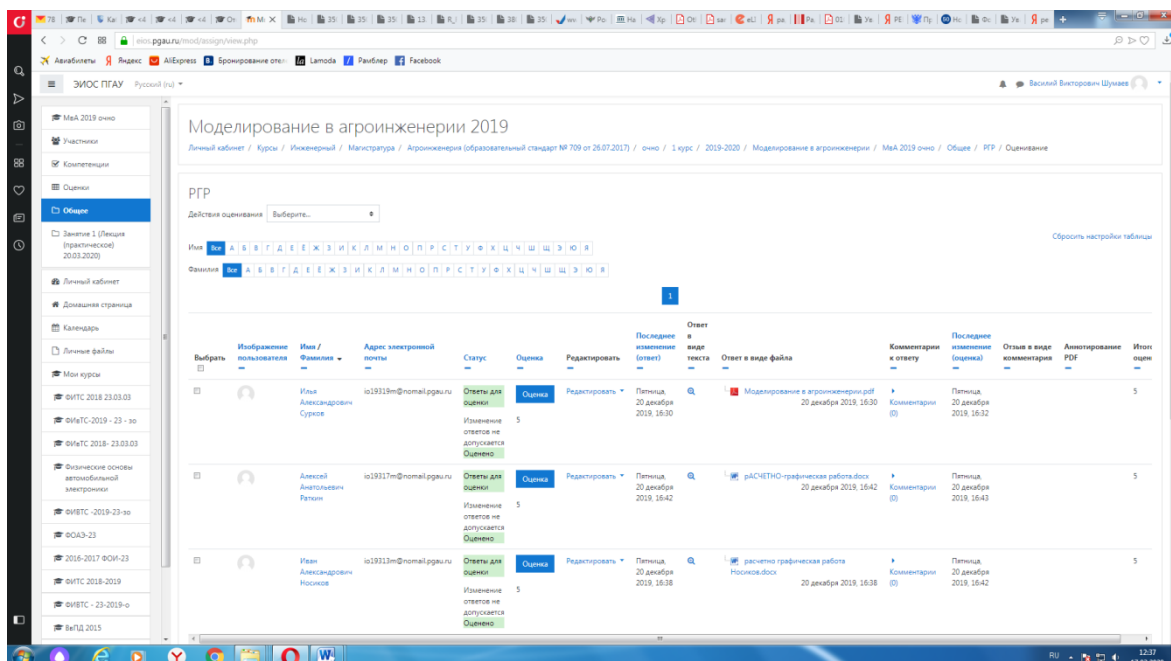 eios.pgau.ru/mod/assign/view.php
Авиабилеты Яндекс AliExpress Бронирование отел Lamoda Рамблер Facebook
ЭИОС ПГАУ Русский (ru)
Василий Викторович Шумаев
МвА 2019 очно
Участники
Компетенции
Оценки
Общее
Занятие 1 (Лекция
(практическое)
20.03.2020)
Личный кабинет
Домашняя страница
Календарь
Личные файлы
Мои курсы
ФИТС 2018 23.03.03
ФИвТС-2019 - 23 - зо
ФИвТС 2018- 23.03.03
Физические основы
автомобильной
электроники
ФИВТС -2019-23-зо
ФОАЭ-23
2016-2017 ФОИ-23
ФИТС 2018-2019
ФИВТС - 23-2019-о
ВеПД 2015
Моделирование в агроинженерии 2019
Личный кабинет / Курсы / Инженерный / Магистратура / Агроинженерия (образовательный стандарт № 709 от 26.07.2017) / очно / 1 курс / 2019-2020 / Моделирование в агроинженерии / МвА 2019 очно / Общее / РГР / Оценивание
РГР
Действия оценивания Выберите...
Сбросить настройки таблицы
Имя Все А Б В Г Д Е Ё Ж З И К Л М Н О П Р С Т У Ф Х Ц Ч Ш Щ Э Ю Я
Фамилия Все А Б В Г Д Е Ё Ж З И К Л М Н О П Р С Т У Ф Х Ц Ч Ш Щ Э Ю Я
1
Выбрать
Изображение
пользователя
Имя /
Фамилия
Адрес электронной
почты
Статус
Оценка
Редактировать
Последнее
изменение
(ответ)
Ответ
в
виде
текста
Ответ в виде файла
Комментарии
к ответу
Последнее
изменение
(оценка)
Отзыв в виде
комментария
Аннотирование
PDF
Итого
оцен
Илья
Александрович
Сурков
io19319m@nomail.pgau.ru
Ответы для
оценки
Изменение
ответов не
допускается
Оценено
Оценка
5
Редактировать
Пятница,
20 декабря
2019, 16:30
Моделирование в агроинженерии.pdf
20 декабря 2019, 16:30
Комментарии
(0)
Пятница,
20 декабря
2019, 16:32
5
Алексей
Анатольевич
Раткин
io19317m@nomail.pgau.ru
Ответы для
оценки
Изменение
ответов не
допускается
Оценено
Оценка
5
Редактировать
Пятница,
20 декабря
2019, 16:42
рАСЧЕТНО-графическая работа.docx
20 декабря 2019, 16:42
Комментарии
(0)
Пятница,
20 декабря
2019, 16:43
5
Иван
Александрович
Носиков
io19313m@nomail.pgau.ru
Ответы для
оценки
Изменение
ответов не
допускается
Оценено
Оценка
5
Редактировать
Пятница,
20 декабря
2019, 16:38
расчетно графическая работа
Носиков.docx
20 декабря 2019, 16:38
Комментарии
(0)
Пятница,
20 декабря
2019, 16:42
5
RU
12:37